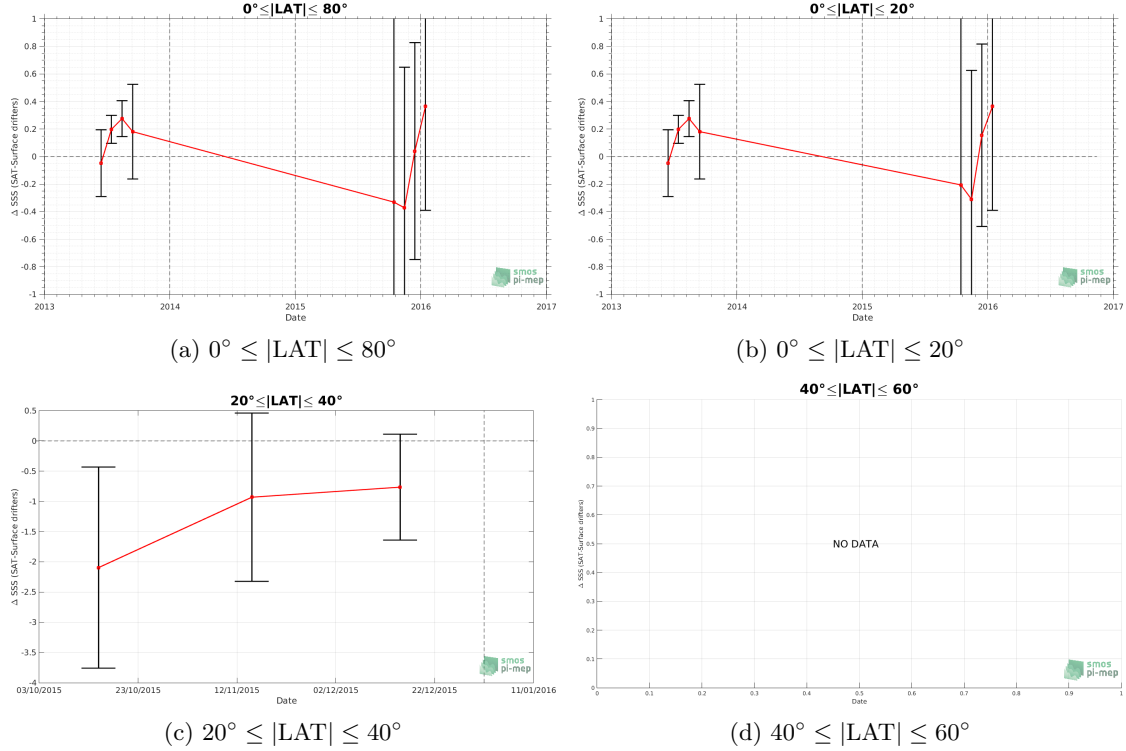 0°≤|LAT|≤ 80°
1
0.8
0.6
0.4
0.2
0
-0.2
-0.4
-0.6
-0.8
-1
Δ SSS (SAT-Surface drifters)
2013 2014 2015 2016 2017
Date
smos
pi-mep
(a) 0° ≤ |LAT| ≤ 80°
0°≤|LAT|≤ 20°
1
0.8
0.6
0.4
0.2
0
-0.2
-0.4
-0.6
-0.8
-1
Δ SSS (SAT-Surface drifters)
2013 2014 2015 2016 2017
Date
smos
pi-mep
(b) 0° ≤ |LAT| ≤ 20°
20°≤|LAT|≤ 40°
0.5
0
-0.5
-1
-1.5
-2
-2.5
-3
-3.5
-4
Δ SSS (SAT-Surface drifters)
03/10/2015 23/10/2015 12/11/2015 02/12/2015 22/12/2015 11/01/2016
Date
smos
pi-mep
(c) 20° ≤ |LAT| ≤ 40°
40°≤|LAT|≤ 60°
1
0.9
0.8
0.7
0.6
0.5
0.4
0.3
0.2
0.1
0
Δ SSS (SAT-Surface drifters)
NO DATA
0 0.1 0.2 0.3 0.4 0.5 0.6 0.7 0.8 0.9 1
Date
smos
pi-mep
(d) 40° ≤ |LAT| ≤ 60°